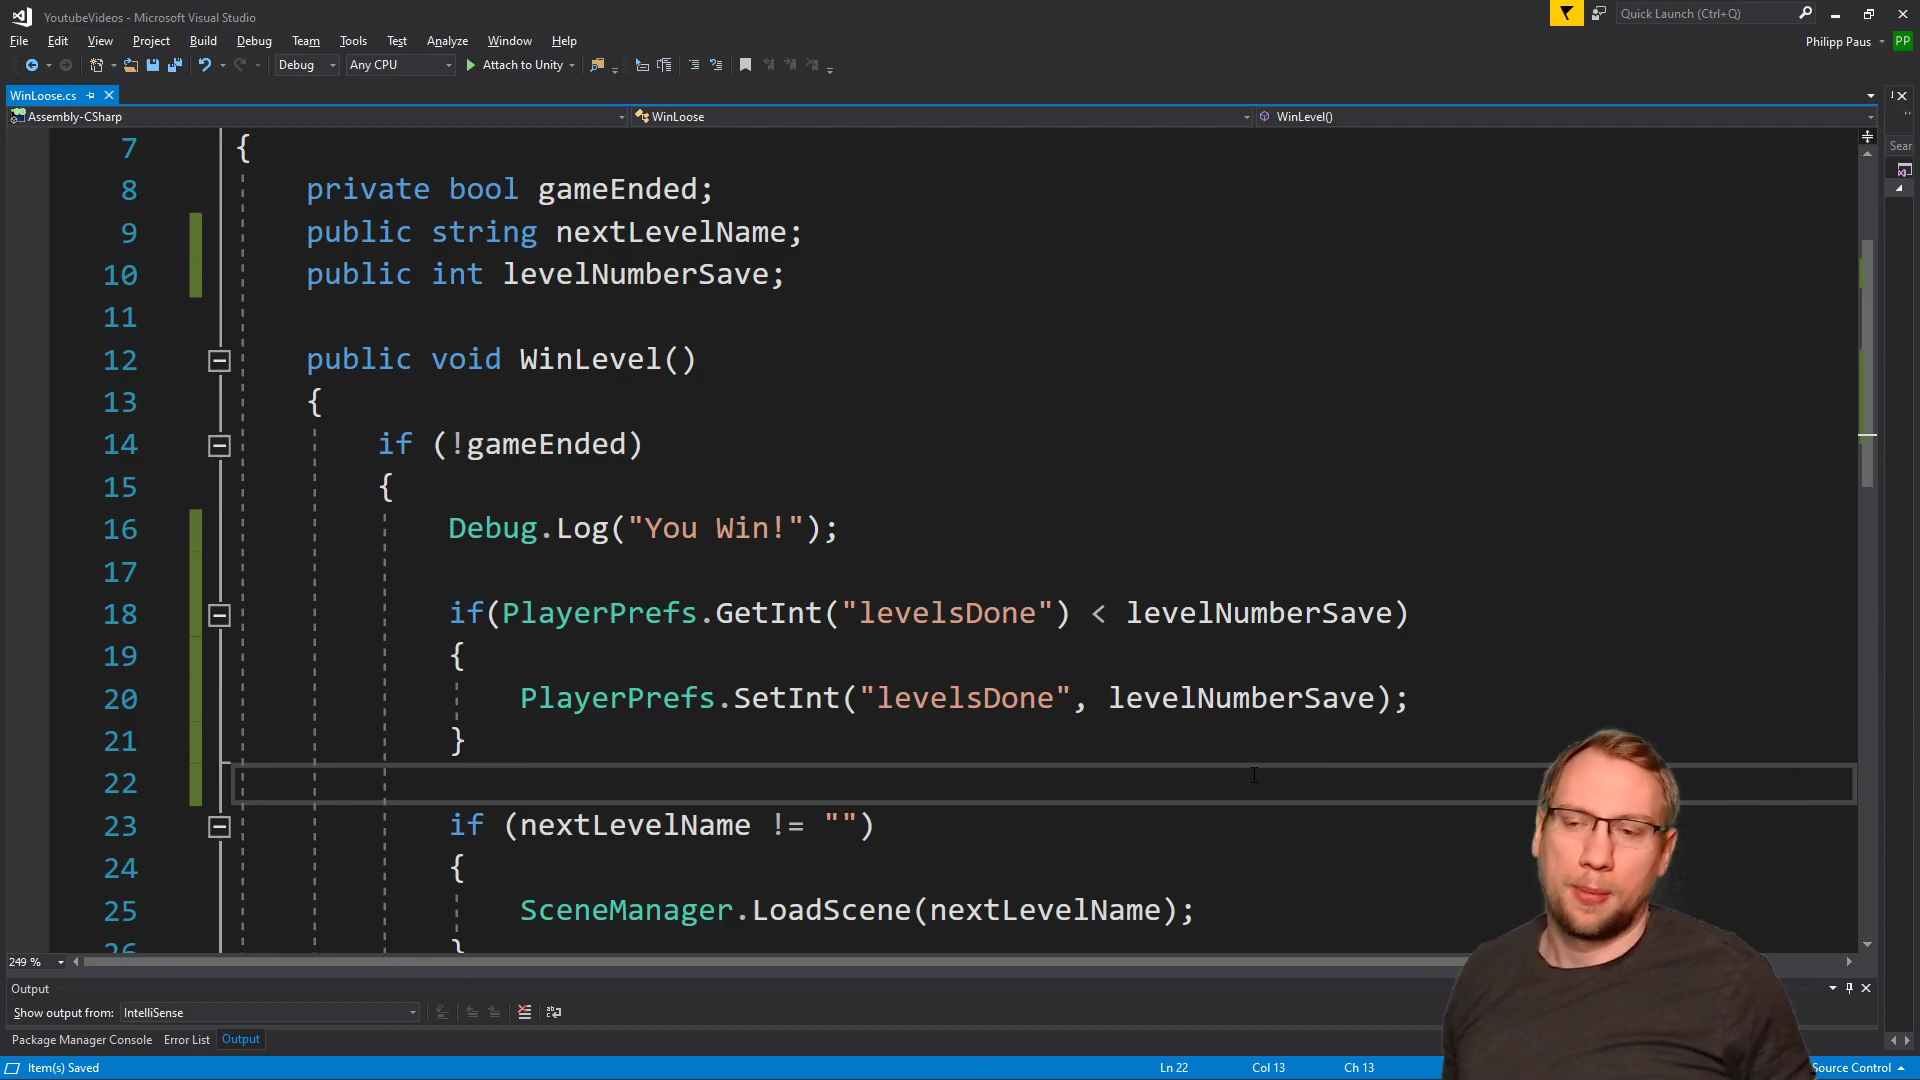 YoutubeVideos - Microsoft Visual Studio
Quick Launch (Ctrl+Q)
File Edit View Project Build Debug Team Tools Test Analyze Window Help
Philipp Paus PP
Debug Any CPU Attach to Unity
WinLoose.cs
Assembly-CSharp WinLoose WinLevel()
Sear
7 {
8 private bool gameEnded;
9 public string nextLevelName;
10 public int levelNumberSave;
11
12 public void WinLevel()
13 {
14 if (!gameEnded)
15 {
16 Debug.Log("You Win!");
17
18 if(PlayerPrefs.GetInt("levelsDone") < levelNumberSave)
19 {
20 PlayerPrefs.SetInt("levelsDone", levelNumberSave);
21 }
22
23 if (nextLevelName != "")
24 {
25 SceneManager.LoadScene(nextLevelName);
26 }
249 %
Output
Show output from: IntelliSense
Package Manager Console Error List Output
Item(s) Saved Ln 22 Col 13 Ch 13 Source Control